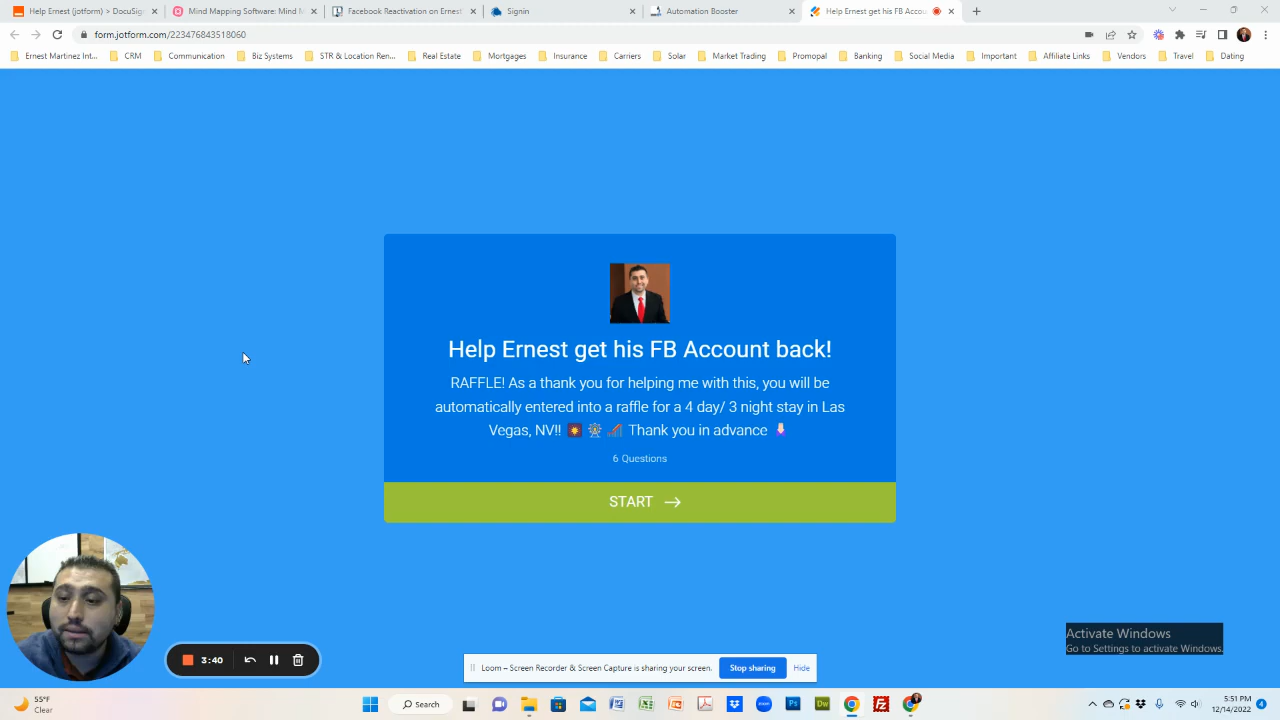 Help Ernest (jotform) > DocuSig
Mind Mapping Software: Mind M
Facebook Reactivation on Ernest
Signin
Automation Booster
Help Ernest get his FB Accou
form.jotform.com/223476843518060
Ernest Martinez Int...
CRM
Communication
Biz Systems
STR & Location Ren...
Real Estate
Mortgages
Insurance
Carriers
Solar
Market Trading
Promopal
Banking
Social Media
Important
Affiliate Links
Vendors
Travel
Dating
Help Ernest get his FB Account back!
RAFFLE! As a thank you for helping me with this, you will be
automatically entered into a raffle for a 4 day/ 3 night stay in Las
Vegas, NV!! 💥 🎡 🎢 Thank you in advance
6 Questions
START →
Activate Windows
Go to Settings to activate Windows.
3:40
Loom – Screen Recorder & Screen Capture is sharing your screen.
Stop sharing
Hide
55°F
Clear
Search
zoom
Ps
Dw
Fz
5:51 PM
12/14/2022
4